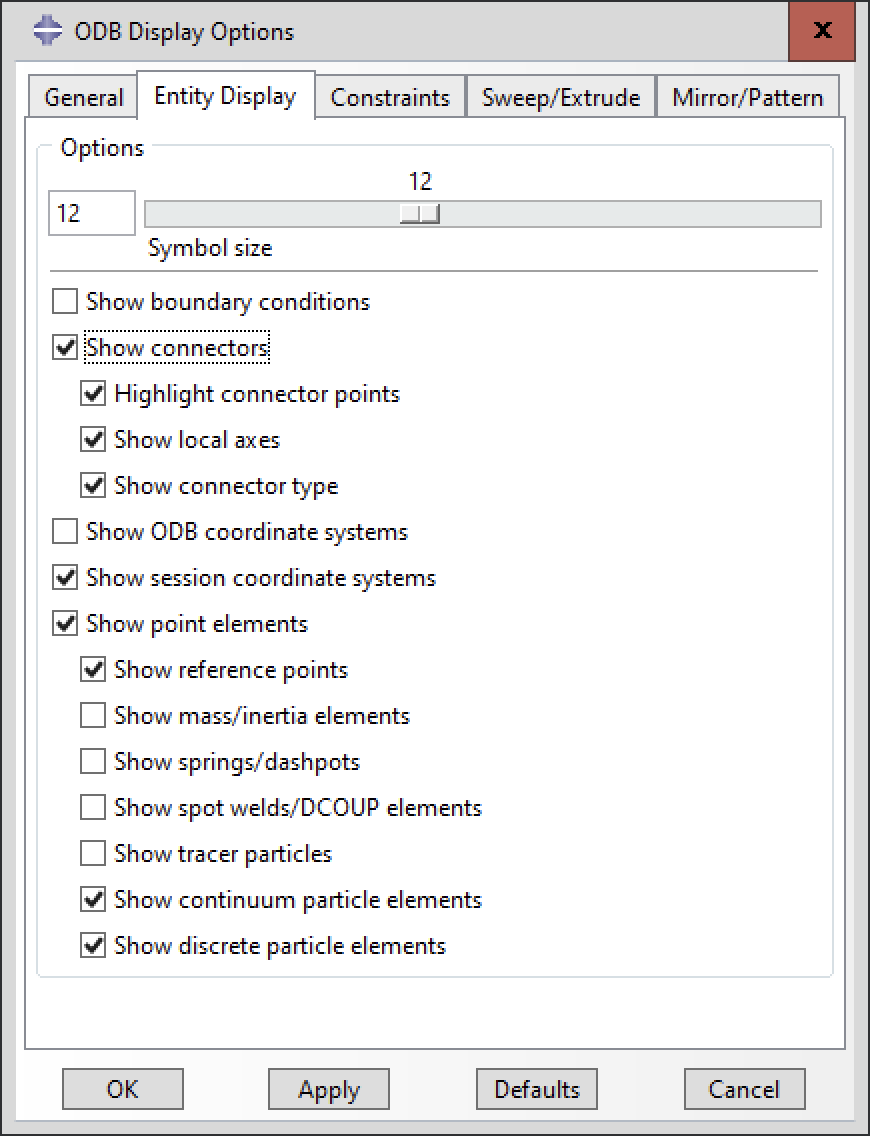 ODB Display Options
x
General Entity Display Constraints Sweep/Extrude Mirror/Pattern
Options
12
12
Symbol size
Show boundary conditions
Show connectors
Highlight connector points
Show local axes
Show connector type
Show ODB coordinate systems
Show session coordinate systems
Show point elements
Show reference points
Show mass/inertia elements
Show springs/dashpots
Show spot welds/DCOUP elements
Show tracer particles
Show continuum particle elements
Show discrete particle elements
OK Apply Defaults Cancel